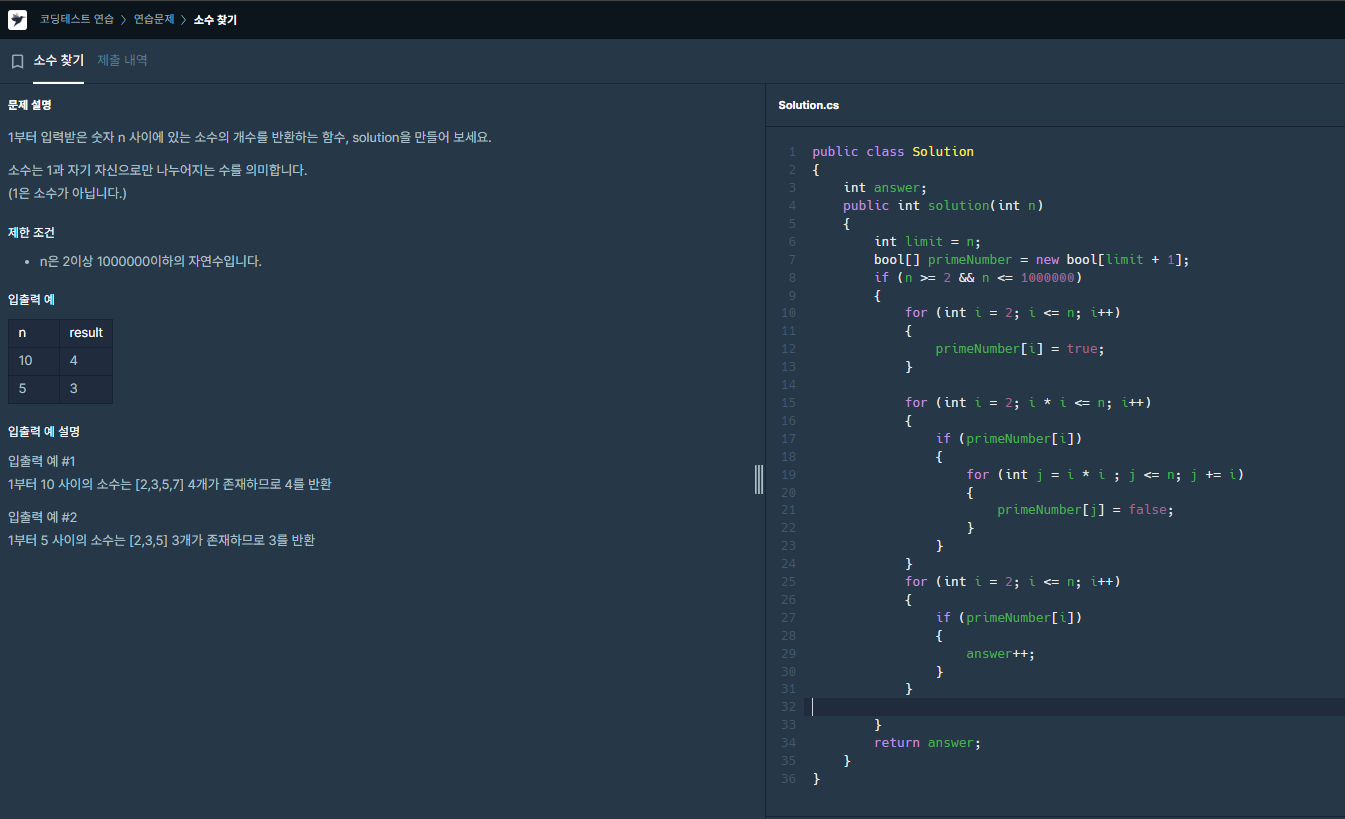 코딩테스트 연습 > 연습문제 > 소수 찾기
소수 찾기 제출 내역
문제 설명
1부터 입력받은 숫자 n 사이에 있는 소수의 개수를 반환하는 함수, solution을 만들어 보세요.
소수는 1과 자기 자신으로만 나누어지는 수를 의미합니다.
(1은 소수가 아닙니다.)
제한 조건
• n은 2이상 1000000이하의 자연수입니다.
입출력 예
n result
10 4
5 3
입출력 예 설명
입출력 예 #1
1부터 10 사이의 소수는 [2,3,5,7] 4개가 존재하므로 4를 반환
입출력 예 #2
1부터 5 사이의 소수는 [2,3,5] 3개가 존재하므로 3를 반환
Solution.cs
1 public class Solution
2 {
3     int answer;
4     public int solution(int n)
5     {
6         int limit = n;
7         bool[] primeNumber = new bool[limit + 1];
8         if (n >= 2 && n <= 1000000)
9         {
10             for (int i = 2; i <= n; i++)
11             {
12                 primeNumber[i] = true;
13             }
14
15             for (int i = 2; i * i <= n; i++)
16             {
17                 if (primeNumber[i])
18                 {
19                     for (int j = i * i ; j <= n; j += i)
20                     {
21                         primeNumber[j] = false;
22                     }
23                 }
24             }
25             for (int i = 2; i <= n; i++)
26             {
27                 if (primeNumber[i])
28                 {
29                     answer++;
30                 }
31             }
32
33         }
34         return answer;
35     }
36 }